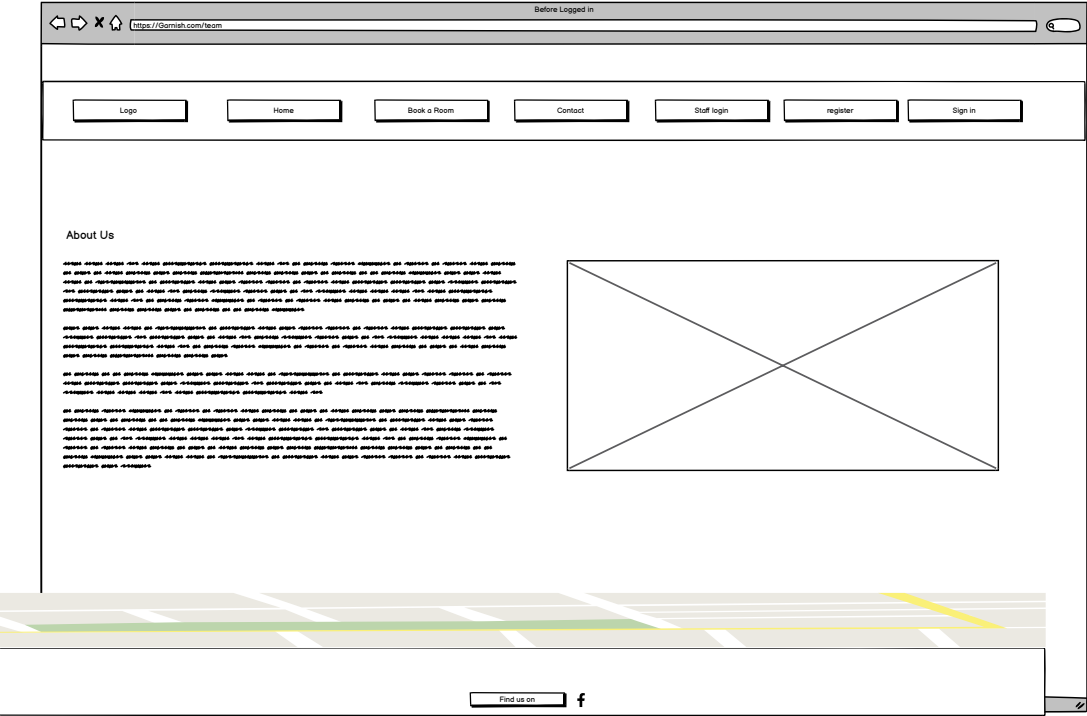 Before Logged in
https://Garnish.com/team
Logo Home Book a Room Contact Staff login register Sign in
About Us
Find us on